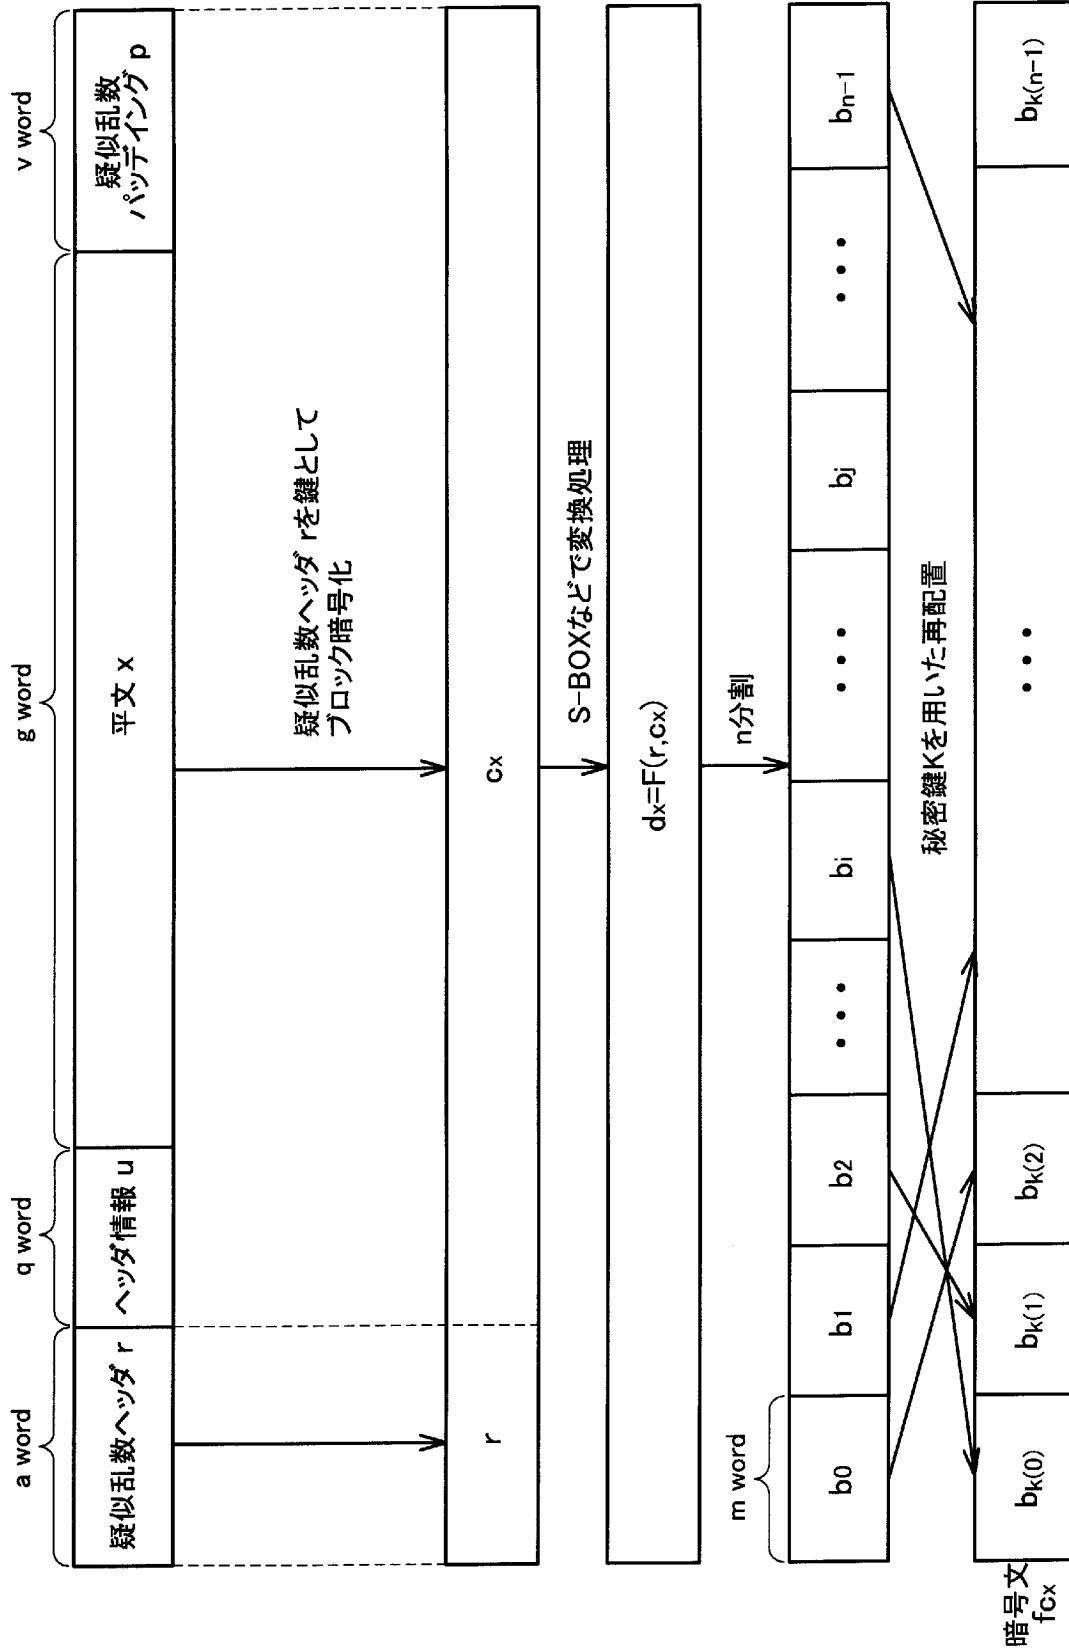 a word
q word
g word
v word
疑似乱数ヘッダ r
ヘッダ情報 u
平文 x
疑似乱数
パッデイング p
疑似乱数ヘッダ rを鍵として
ブロック暗号化
r
cx
S-BOXなどで変換処理
dx=F(r,cx)
n分割
m word
b0
b1
b2
• • •
bi
• • •
bj
• • •
bn-1
秘密鍵Kを用いた再配置
暗号文
fcx
bk(0)
bk(1)
bk(2)
• • •
bk(n-1)